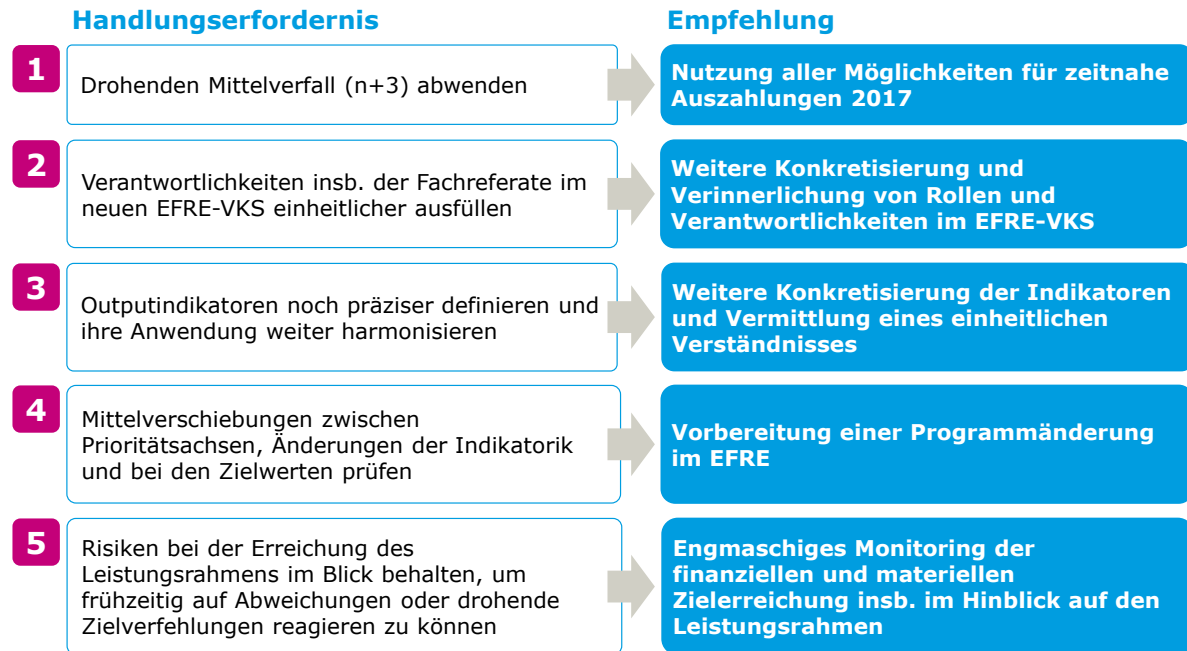 Handlungserfordernis
Empfehlung
1
Drohenden Mittelverfall (n+3) abwenden
Nutzung aller Möglichkeiten für zeitnahe
Auszahlungen 2017
2
Verantwortlichkeiten insb. der Fachreferate im
neuen EFRE-VKS einheitlicher ausfüllen
Weitere Konkretisierung und
Verinnerlichung von Rollen und
Verantwortlichkeiten im EFRE-VKS
3
Outputindikatoren noch präziser definieren und
ihre Anwendung weiter harmonisieren
Weitere Konkretisierung der Indikatoren
und Vermittlung eines einheitlichen
Verständnisses
4
Mittelverschiebungen zwischen
Prioritätsachsen, Änderungen der Indikatorik
und bei den Zielwerten prüfen
Vorbereitung einer Programmänderung
im EFRE
5
Risiken bei der Erreichung des
Leistungsrahmens im Blick behalten, um
frühzeitig auf Abweichungen oder drohende
Zielverfehlungen reagieren zu können
Engmaschiges Monitoring der
finanziellen und materiellen
Zielerreichung insb. im Hinblick auf den
Leistungsrahmen